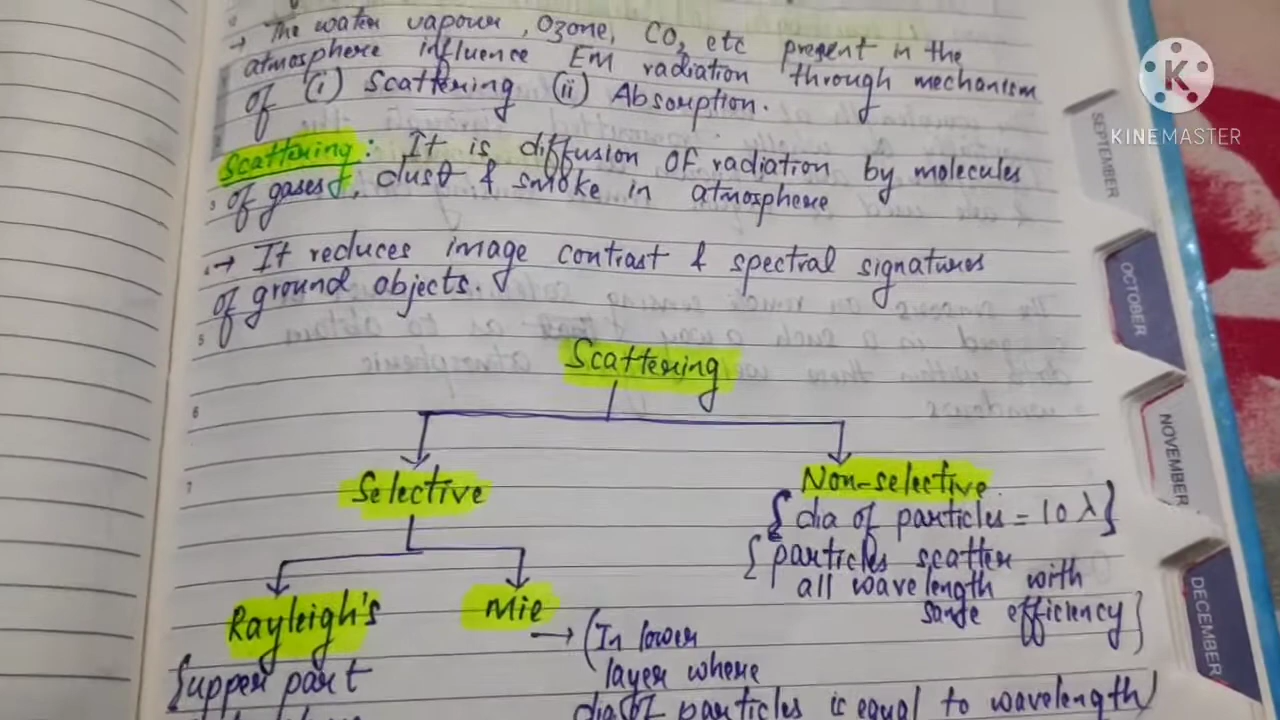 → The water vapour, Ozone, CO2 etc present in the
atmosphere influence EM radiation through mechanism
of (i) Scattering (ii) Absorption.
Scattering: It is diffusion of radiation by molecules
of gases, dust & smoke in atmosphere
→ It reduces image contrast & spectral signatures
of ground objects.
Scattering
Selective
Non-selective
{dia of particles = 10 λ}
{particles scatter
all wavelength with
same efficiency}
Rayleigh's
Mie
→ (In lower
layer where
dia of particles is equal to wavelength)
{upper part
KINEMASTER
SEPTEMBER
OCTOBER
NOVEMBER
DECEMBER
5
6
7